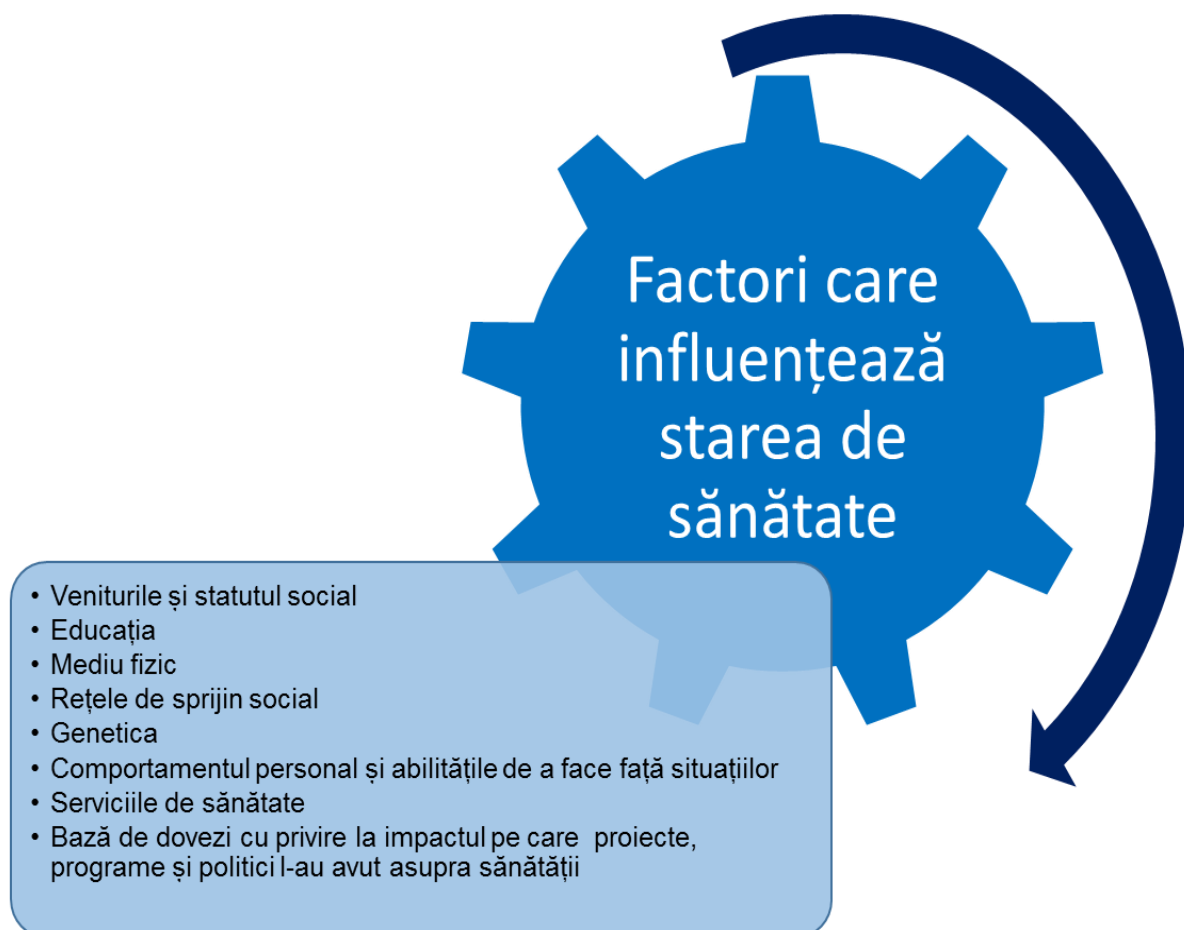 Factori care
influențează
starea de
sănătate
• Veniturile și statutul social
• Educația
• Mediu fizic
• Rețele de sprijin social
• Genetica
• Comportamentul personal și abilitățile de a face față situațiilor
• Serviciile de sănătate
• Bază de dovezi cu privire la impactul pe care proiecte,
programe și politici l-au avut asupra sănătății